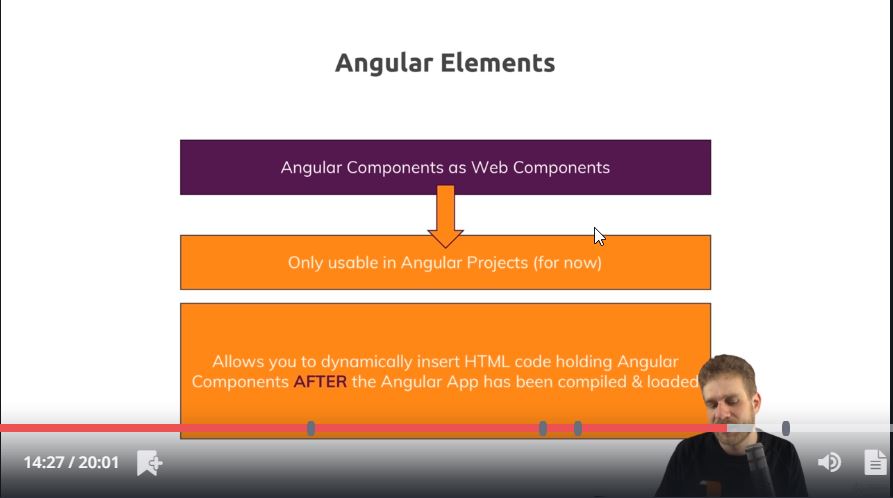 Angular Elements
Angular Components as Web Components
Only usable in Angular Projects (for now)
Allows you to dynamically insert HTML code holding Angular
Components AFTER the Angular App has been compiled & loaded
14:27 / 20:01